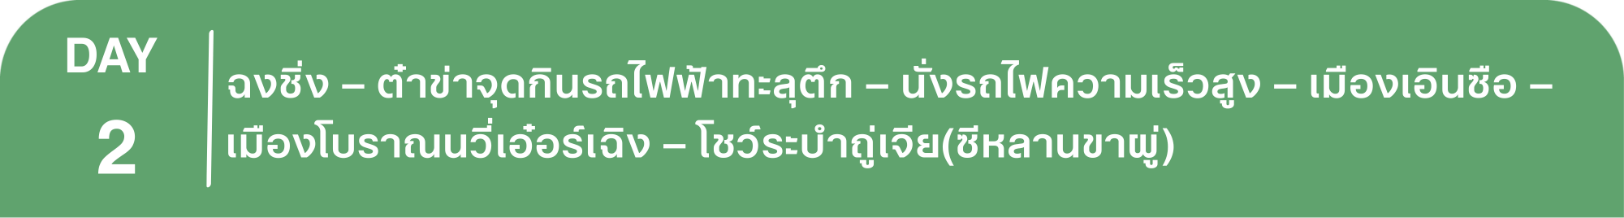 DAY
2
ฉงชิ่ง – ต๋าข่าจุดกินรถไฟฟ้าทะลุตึก – นั่งรถไฟความเร็วสูง – เมืองเอินซือ –
เมืองโบราณนวี่เอ๋อร์เฉิง – โชว์ระบำถู่เจีย(ซีหลานขาผู่)